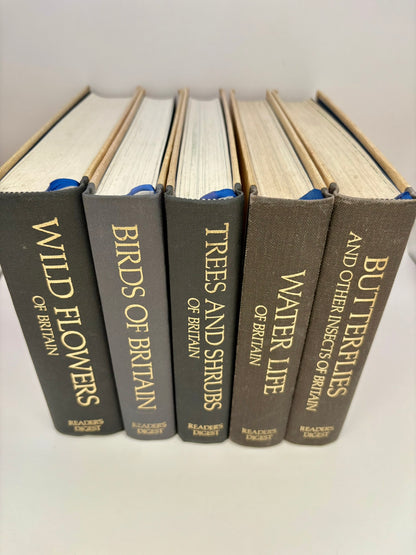 WILD FLOWERS
OF BRITAIN
READER'S
DIGEST
BIRDS OF BRITAIN
READER'S
DIGEST
TREES AND SHRUBS
OF BRITAIN
READER'S
DIGEST
WATER LIFE
OF BRITAIN
READER'S
DIGEST
BUTTERFLIES
AND OTHER INSECTS OF BRITAIN
READER'S
DIGEST